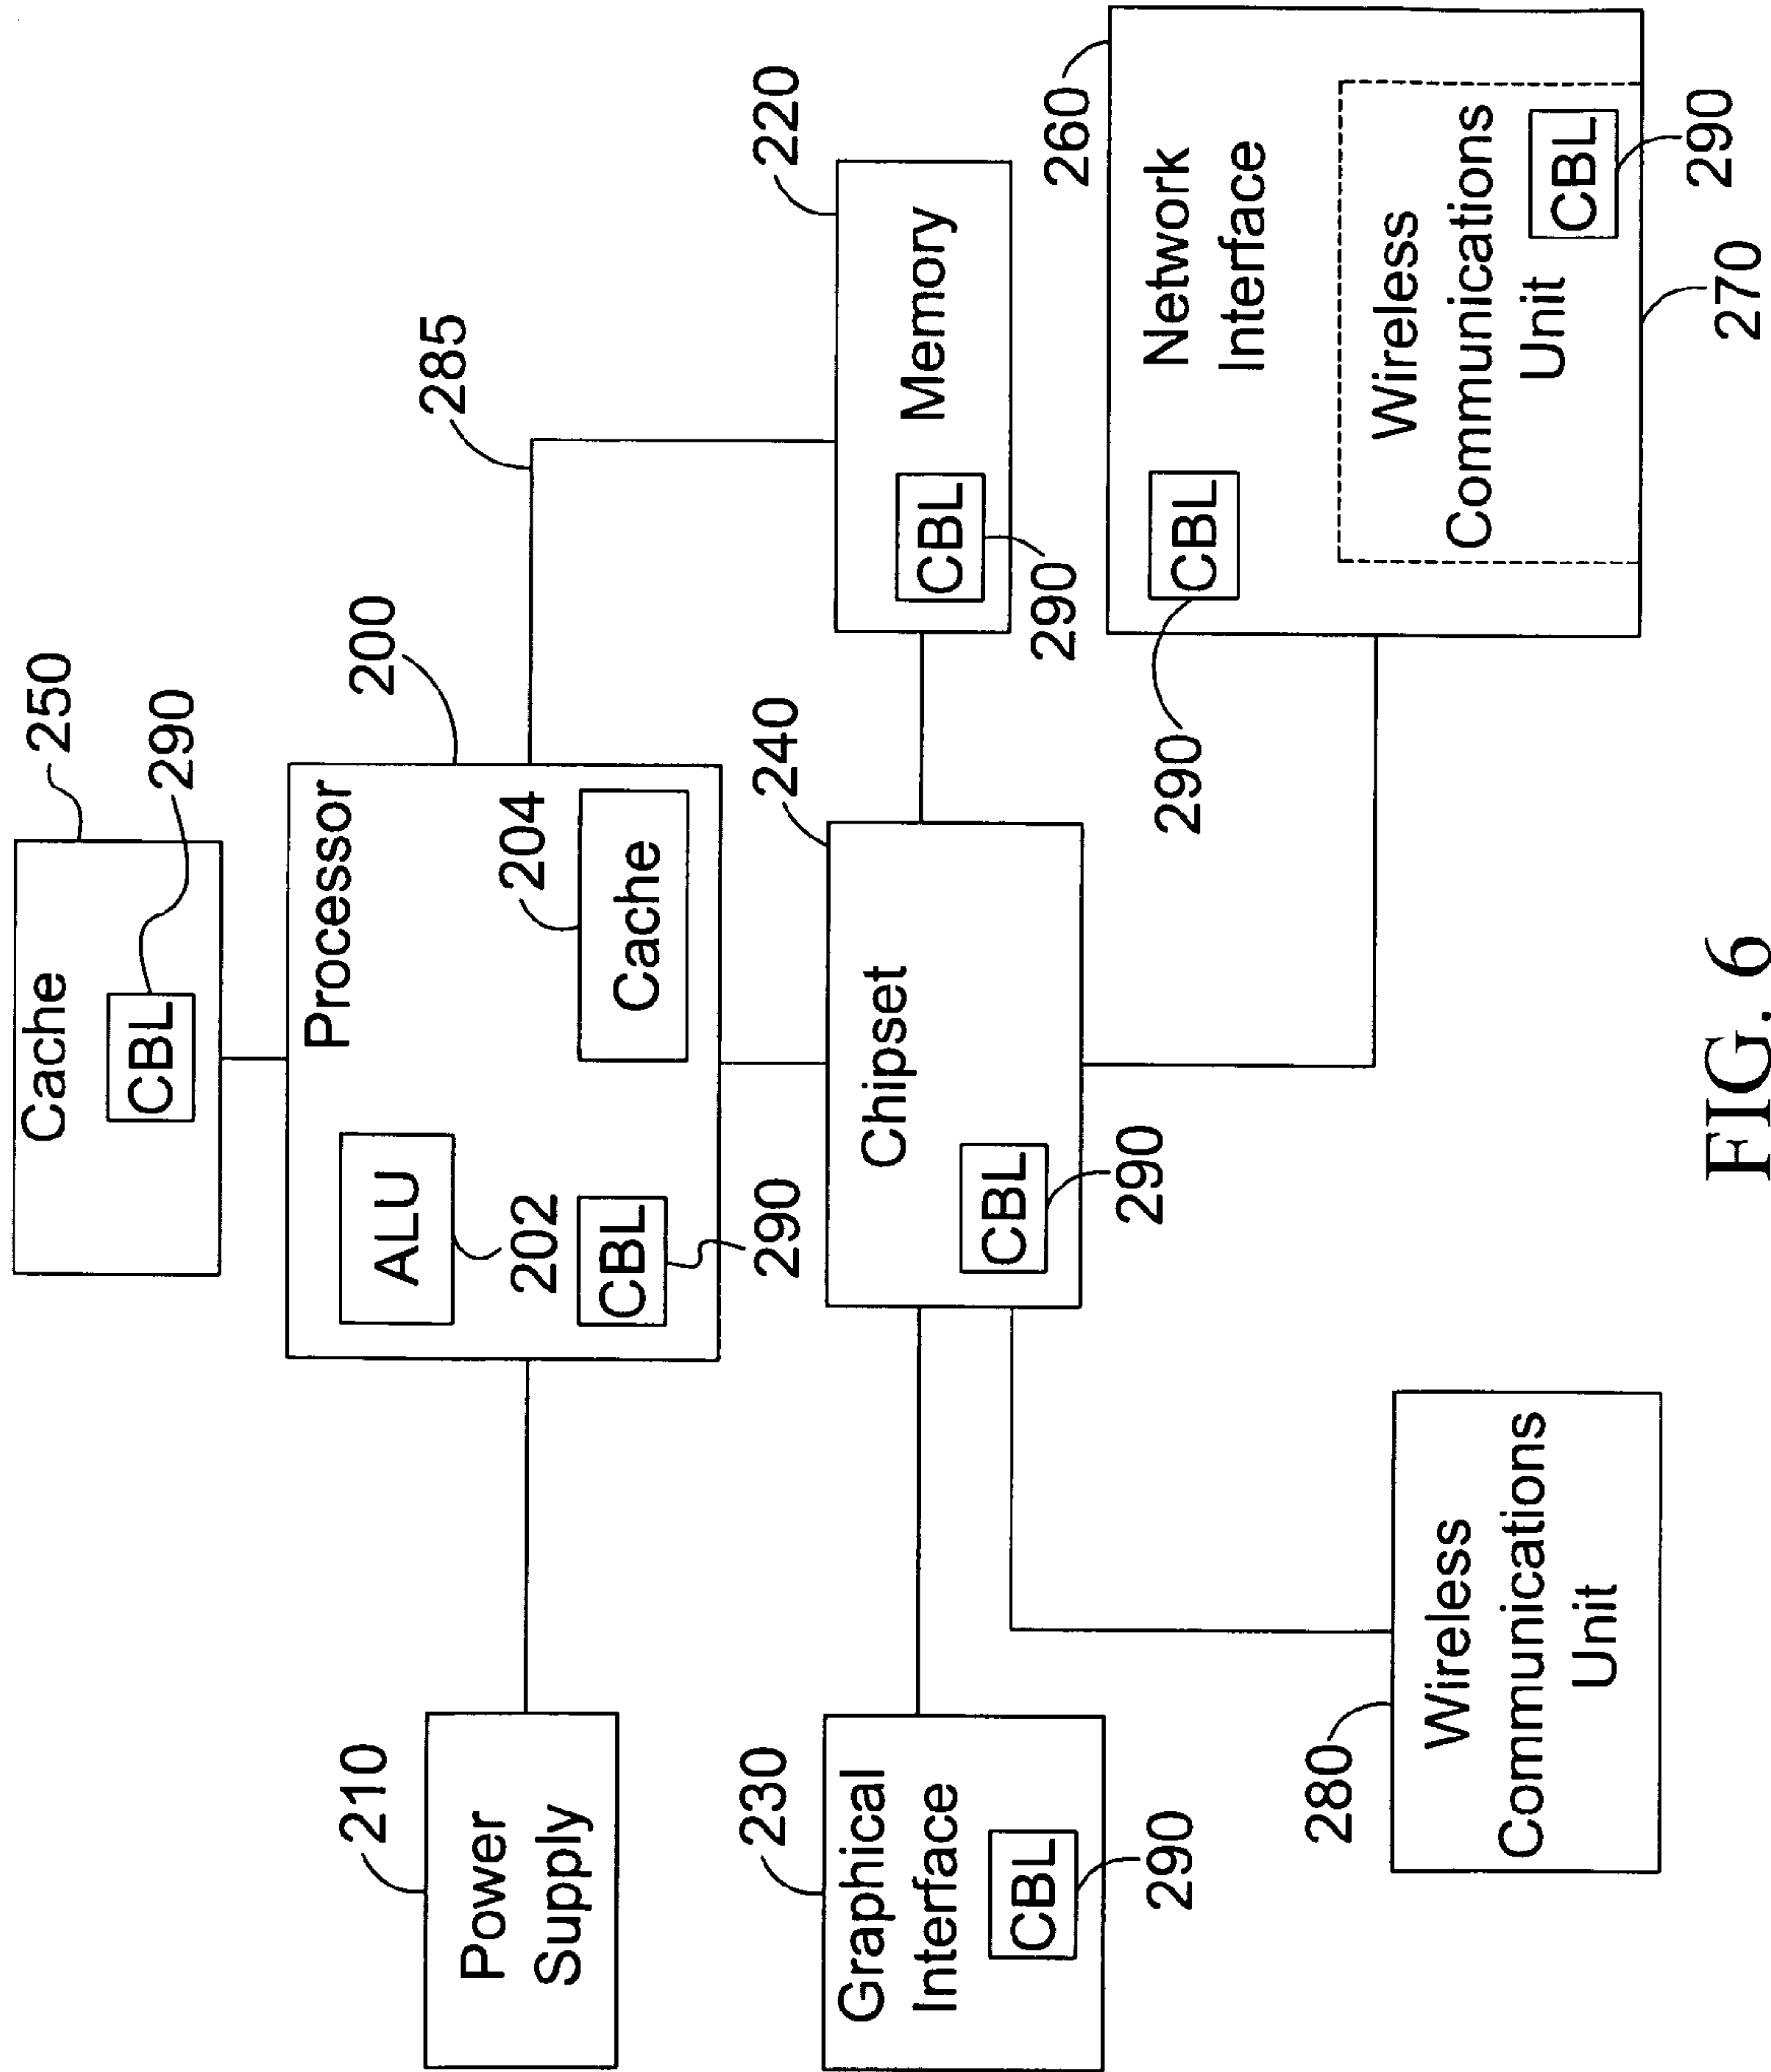 250
Cache
CBL
290
Processor
200
ALU
202
204
Cache
CBL
290
285
210
Power
Supply
220
Memory
CBL
290
240
Chipset
CBL
290
230
Graphical
Interface
CBL
290
260
Network
Interface
CBL
290
Wireless
Communications
Unit
CBL
290
270
280
Wireless
Communications
Unit
FIG. 6